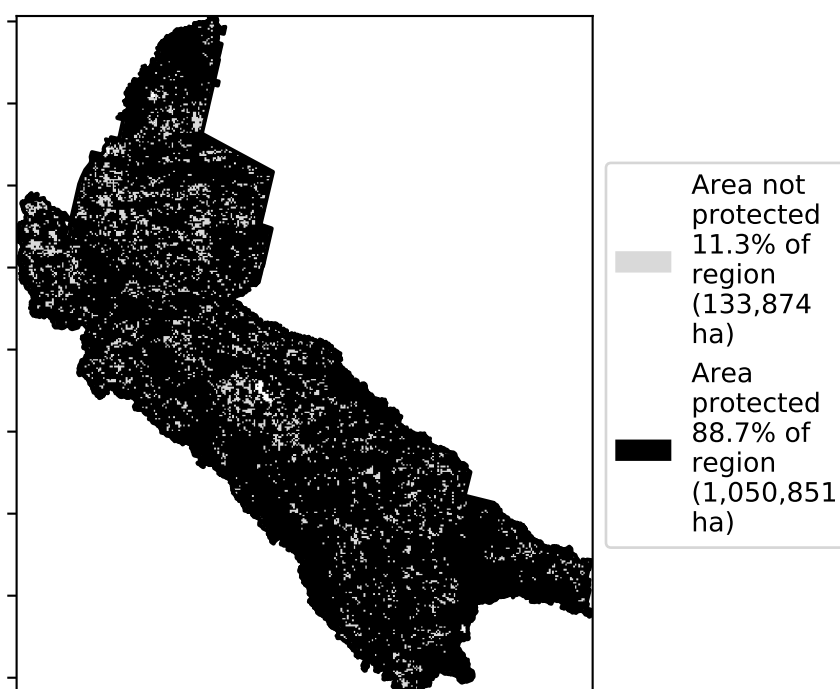 Area not
protected
11.3% of
region
(133,874
ha)
Area
protected
88.7% of
region
(1,050,851
ha)